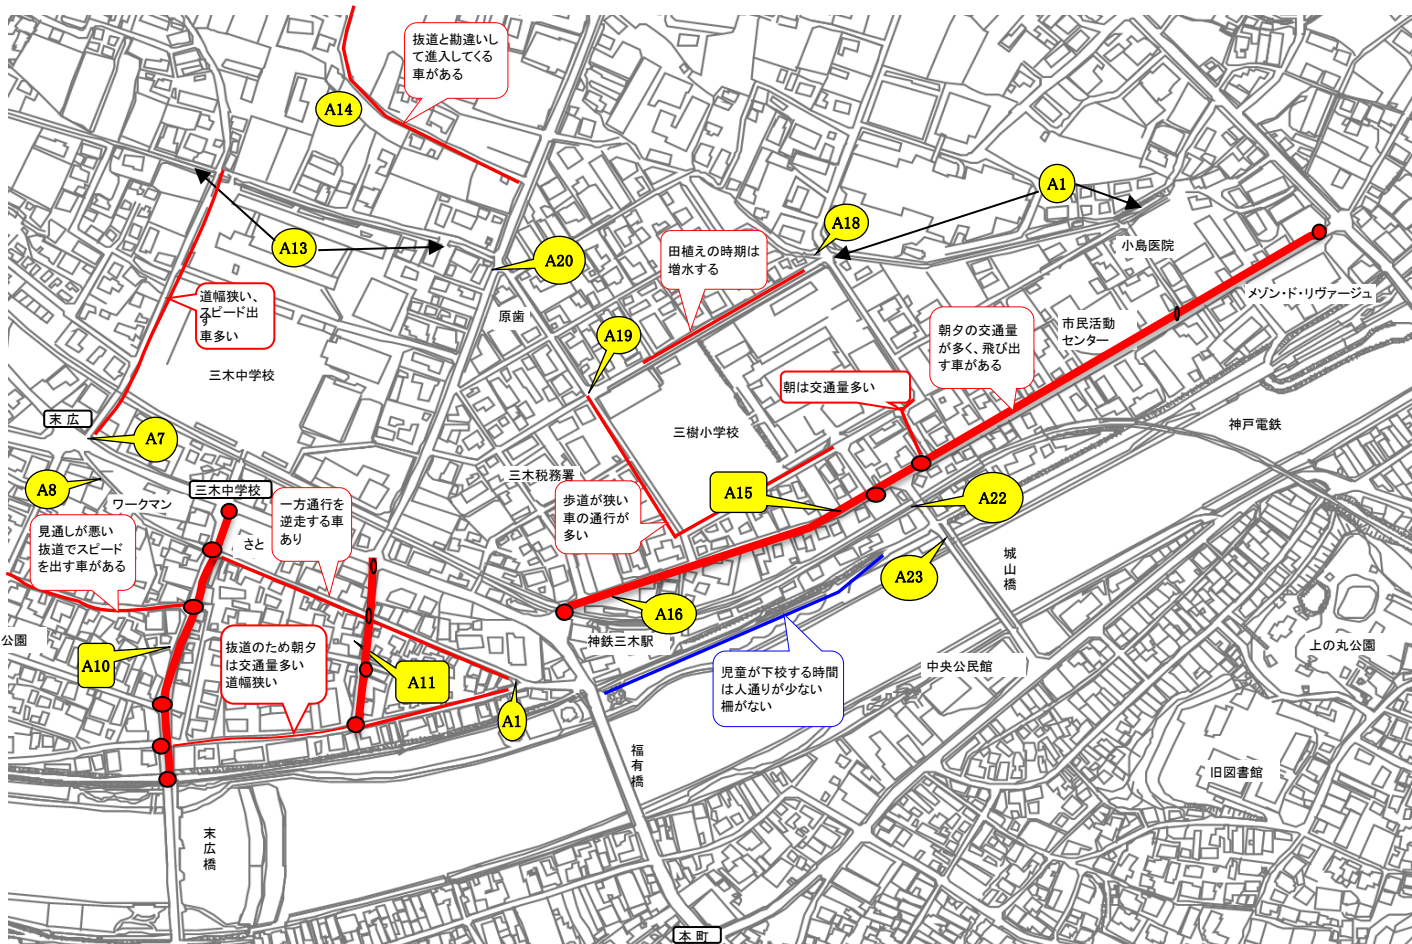 抜道と勘違いし
て進入してくる
車がある
A14
A13
A20
A18
A1
田植えの時期は
増水する
小島医院
メゾン・ド・リヴァージュ
道幅狭い、
スピード出
す
車多い
原歯
A19
市民活動
センター
朝夕の交通量
が多く、飛び出
す車がある
三木中学校
朝は交通量多い
末広
A7
三樹小学校
神戸電鉄
A8
ワークマン
三木中学校
三木税務署
A15
A22
一方通行を
逆走する車
あり
歩道が狭い
車の通行が
多い
見通しが悪い
抜道でスピード
を出す車がある
さと
城山橋
A23
A16
公園
神鉄三木駅
上の丸公園
A10
抜道のため朝夕
は交通量多い
道幅狭い
A11
中央公民館
児童が下校する時間
は人通りが少ない
柵がない
A1
福有橋
旧図書館
末広橋
本町